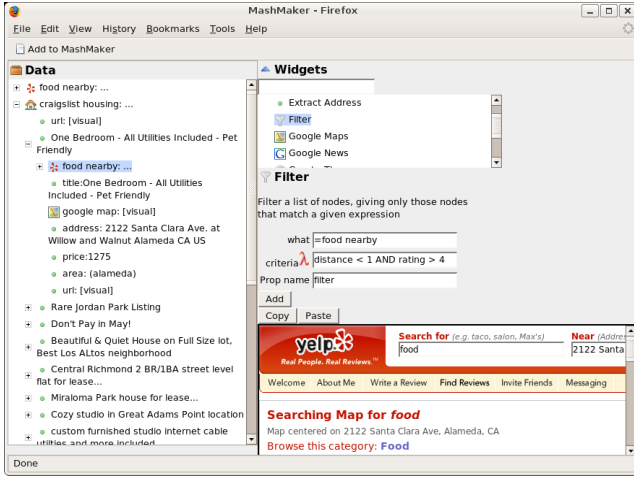 MashMaker - Firefox
File Edit View History Bookmarks Tools Help
Add to MashMaker
Data
food nearby: ...
craigslist housing: ...
url: [visual]
One Bedroom - All Utilities Included - Pet
Friendly
food nearby: ...
title:One Bedroom - All Utilities
Included - Pet Friendly
google map: [visual]
address: 2122 Santa Clara Ave. at
Willow and Walnut Alameda CA US
price:1275
area: (alameda)
url: [visual]
Rare Jordan Park Listing
Don't Pay in May!
Beautiful & Quiet House on Full Size lot,
Best Los ALtos neighborhood
Central Richmond 2 BR/1BA street level
flat for lease...
Miraloma Park house for lease...
Cozy studio in Great Adams Point location
custom furnished studio internet cable
utilties and more included
Widgets
Extract Address
Filter
Google Maps
Google News
Filter
Filter a list of nodes, giving only those nodes
that match a given expression
what =food nearby
criteria λ distance < 1 AND rating > 4
Prop name filter
Add
Copy Paste
yelp
Real People. Real Reviews.™
Search for (e.g. taco, salon, Max's) Near (Addre
food 2122 Santa
Welcome About Me Write a Review Find Reviews Invite Friends Messaging
Searching Map for food
Map centered on 2122 Santa Clara Ave, Alameda, CA
Browse this category: Food
Done